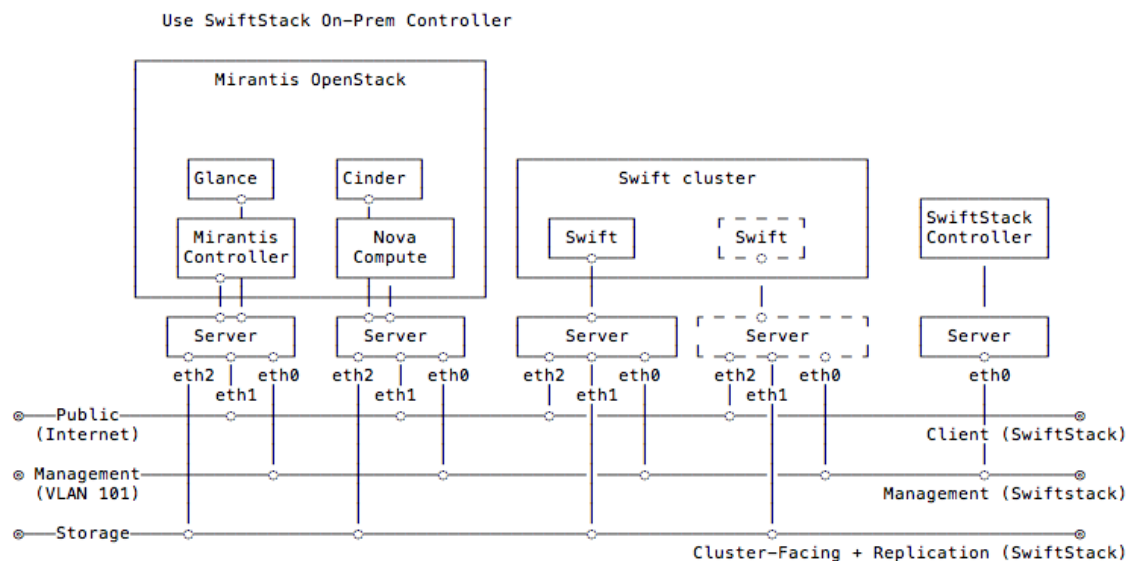 Use SwiftStack On-Prem Controller
Mirantis OpenStack
Glance
Cinder
Swift cluster
Mirantis
Controller
Nova
Compute
Swift
Swift
SwiftStack
Controller
Server
Server
Server
Server
Server
eth2
eth0
eth2
eth0
eth2
eth0
eth2
eth0
eth0
eth1
eth1
eth1
eth1
Public
(Internet)
Client (SwiftStack)
Management
(VLAN 101)
Management (Swiftstack)
Storage
Cluster-Facing + Replication (SwiftStack)